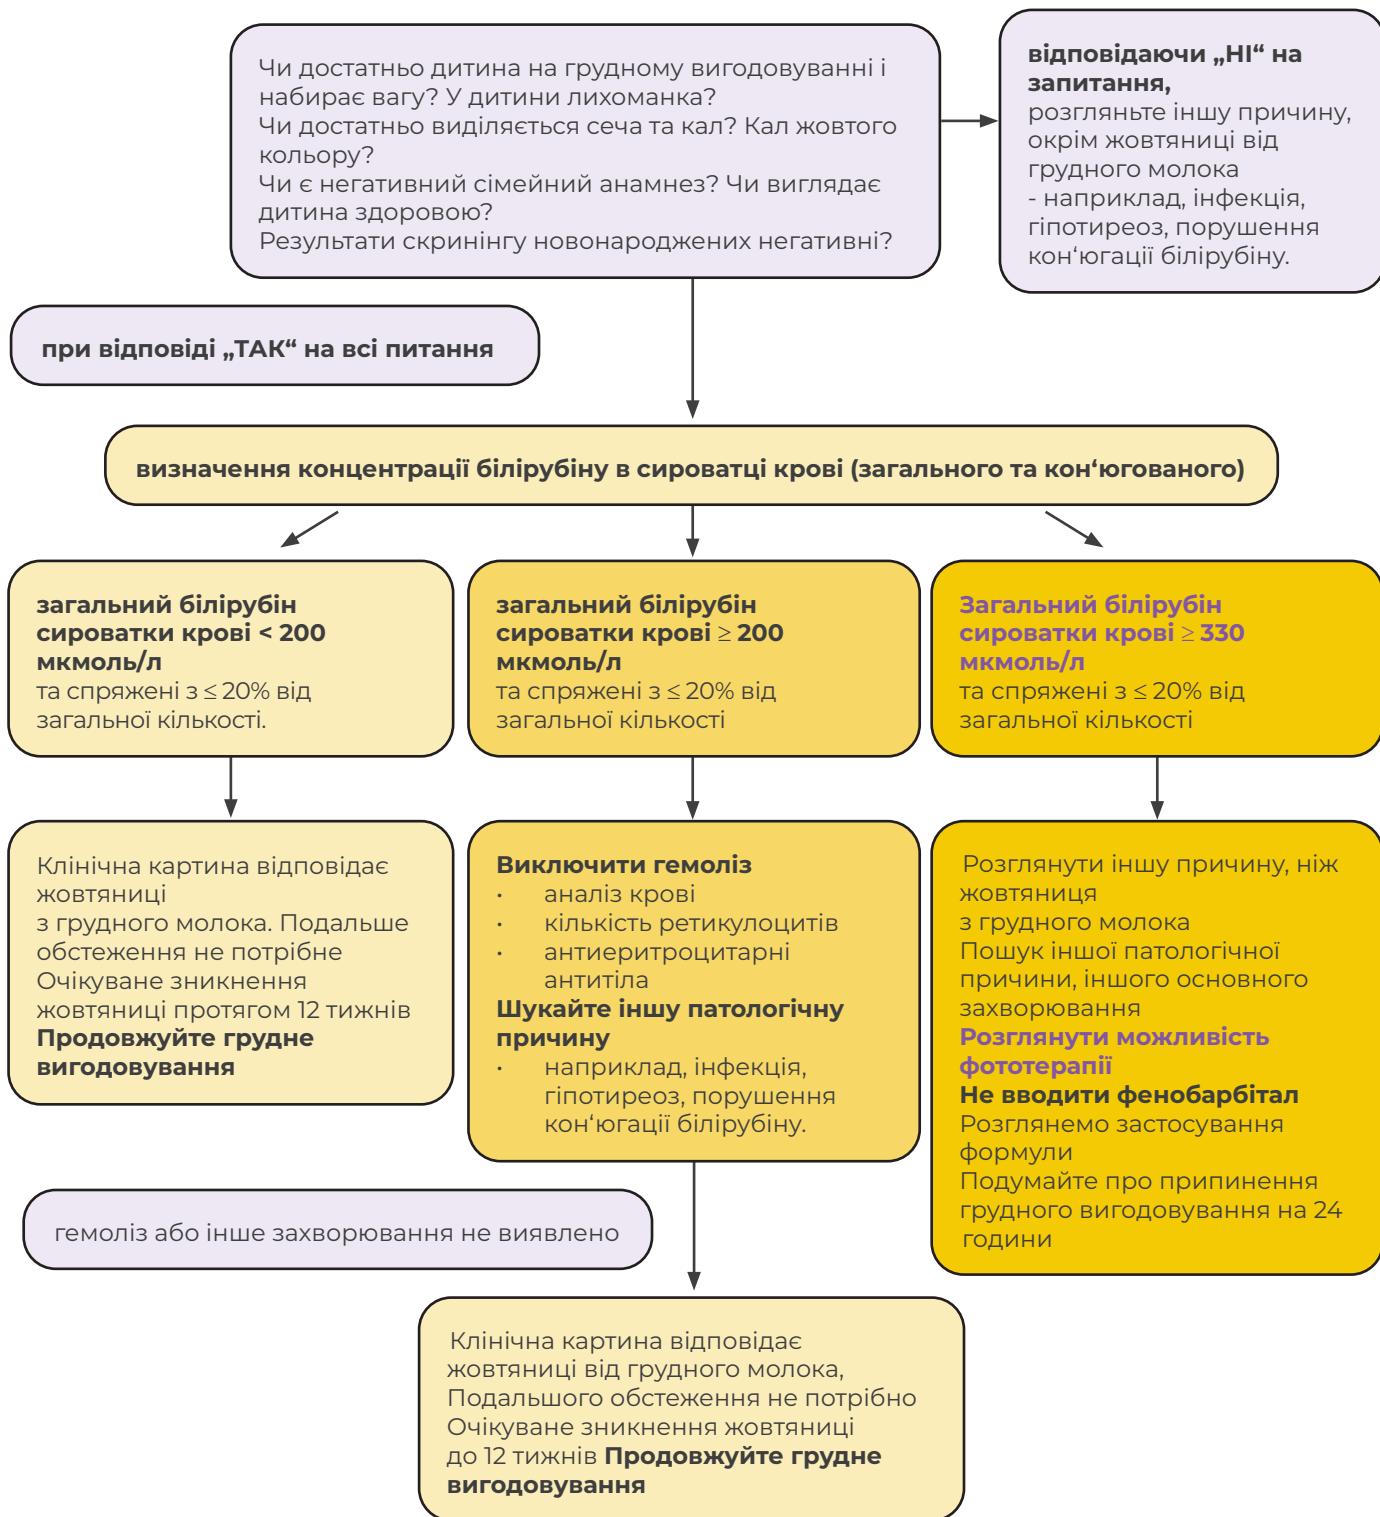 Чи достатньо дитина на грудному вигодовуванні і
набирає вагу? У дитини лихоманка?
Чи достатньо виділяється сеча та кал? Кал жовтого
кольору?
Чи є негативний сімейний анамнез? Чи виглядає
дитина здоровою?
Результати скринінгу новонароджених негативні?
відповідаючи „НІ“ на
запитання,
розгляньте іншу причину,
окрім жовтяниці від
грудного молока
- наприклад, інфекція,
гіпотиреоз, порушення
кон‘югації білірубіну.
при відповіді „ТАК“ на всі питання
визначення концентрації білірубіну в сироватці крові (загального та кон‘югованого)
загальний білірубін
сироватки крові < 200
мкмоль/л
та спряжені з ≤ 20% від
загальної кількості.
загальний білірубін
сироватки крові ≥ 200
мкмоль/л
та спряжені з ≤ 20% від
загальної кількості
Загальний білірубін
сироватки крові ≥ 330
мкмоль/л
та спряжені з ≤ 20% від
загальної кількості
Клінічна картина відповідає
жовтяниці
з грудного молока. Подальше
обстеження не потрібне
Очікуване зникнення
жовтяниці протягом 12 тижнів
Продовжуйте грудне
вигодовування
Виключити гемоліз
· аналіз крові
· кількість ретикулоцитів
· антиеритроцитарні
антитіла
Шукайте іншу патологічну
причину
· наприклад, інфекція,
гіпотиреоз, порушення
кон‘югації білірубіну.
Розглянути іншу причину, ніж
жовтяниця
з грудного молока
Пошук іншої патологічної
причини, іншого основного
захворювання
Розглянути можливість
фототерапії
Не вводити фенобарбітал
Розглянемо застосування
формули
Подумайте про припинення
грудного вигодовування на 24
години
гемоліз або інше захворювання не виявлено
Клінічна картина відповідає
жовтяниці від грудного молока,
Подальшого обстеження не потрібно
Очікуване зникнення жовтяниці
до 12 тижнів Продовжуйте грудне
вигодовування